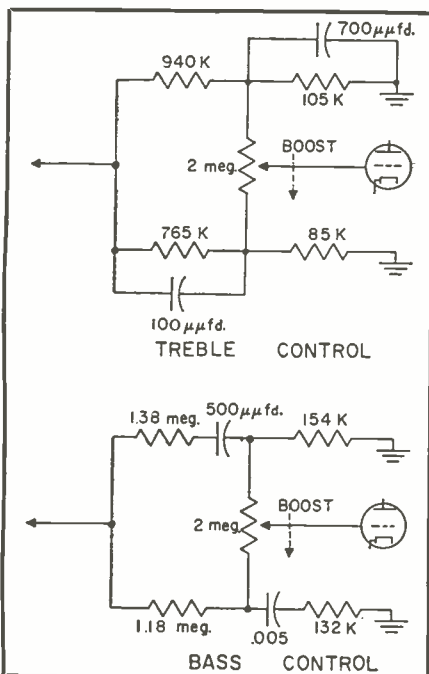 700μμfd.
940 K
105 K
BOOST
2 meg.
765 K
85 K
100μμfd.
TREBLE CONTROL
1.38 meg.
500μμfd.
154 K
BOOST
2 meg.
1.18 meg.
.005
132 K
BASS CONTROL